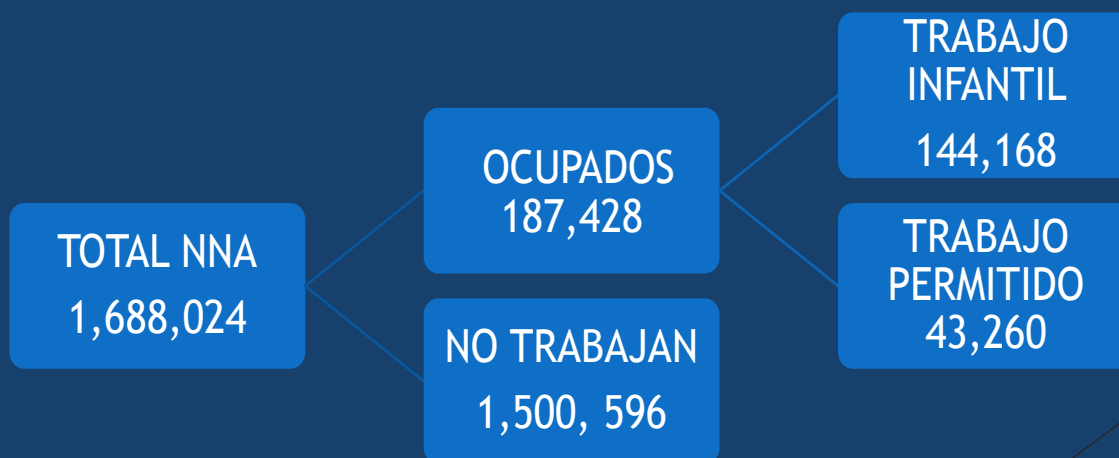 TOTAL NNA
1,688,024
OCUPADOS
187,428
NO TRABAJAN
1,500, 596
TRABAJO
INFANTIL
144,168
TRABAJO
PERMITIDO
43,260